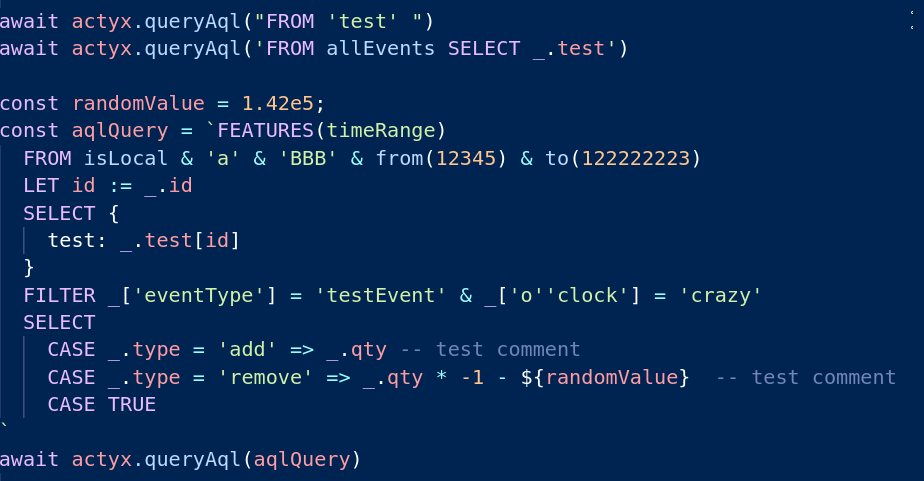 await actyx.queryAql("FROM 'test' ")
await actyx.queryAql('FROM allEvents SELECT _.test')

const randomValue = 1.42e5;
const aqlQuery = `FEATURES(timeRange)
  FROM isLocal & 'a' & 'BBB' & from(12345) & to(122222223)
  LET id := _.id
  SELECT {
    test: _.test[id]
  }
  FILTER _['eventType'] = 'testEvent' & _['o''clock'] = 'crazy'
  SELECT
    CASE _.type = 'add' => _.qty -- test comment
    CASE _.type = 'remove' => _.qty * -1 - ${randomValue}  -- test comment
    CASE TRUE
`
await actyx.queryAql(aqlQuery)